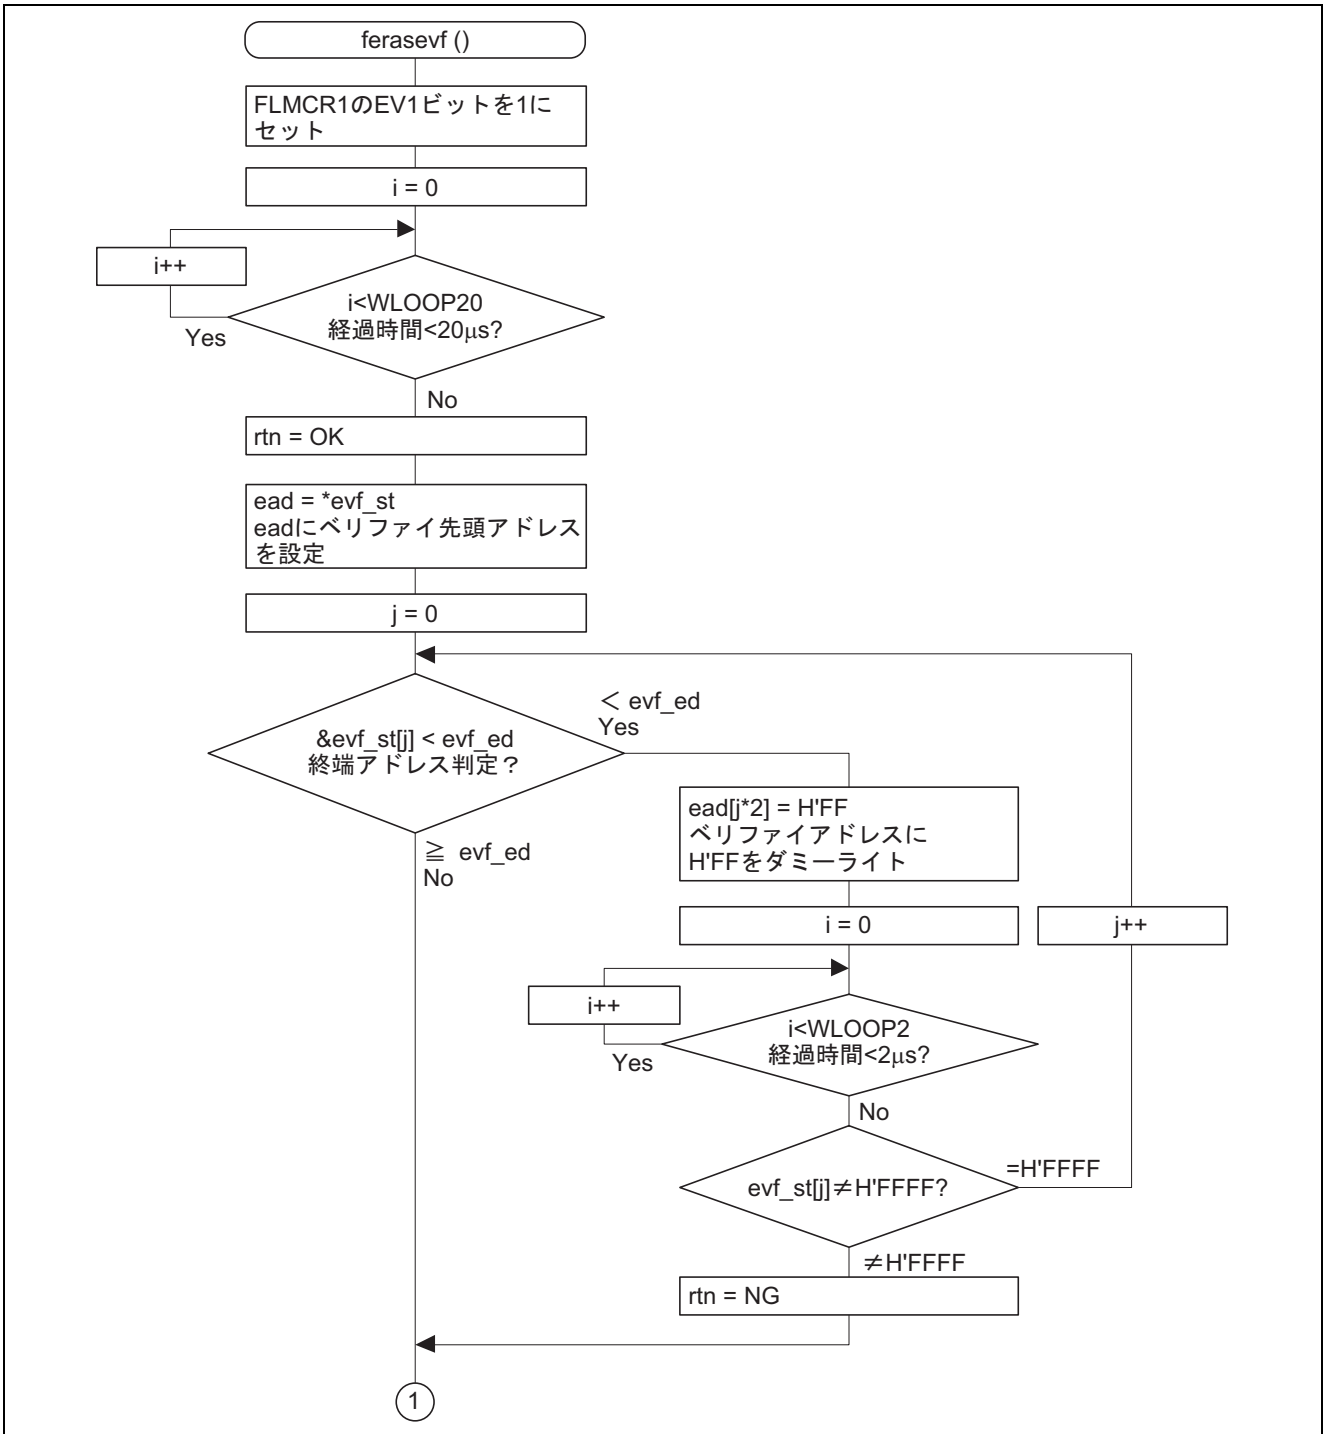 ferasevf ()
FLMCR1のEV1ビットを1に
セット
i = 0
i++
i<WLOOP20
経過時間<20μs?
Yes
No
rtn = OK
ead = *evf_st
eadにベリファイ先頭アドレス
を設定
j = 0
&evf_st[j] < evf_ed
終端アドレス判定？
＜ evf_ed
Yes
≧ evf_ed
No
ead[j*2] = H'FF
ベリファイアドレスに
H'FFをダミーライト
i = 0
j++
i++
i<WLOOP2
経過時間<2μs?
Yes
No
evf_st[j]≠H'FFFF?
=H'FFFF
≠H'FFFF
rtn = NG
1